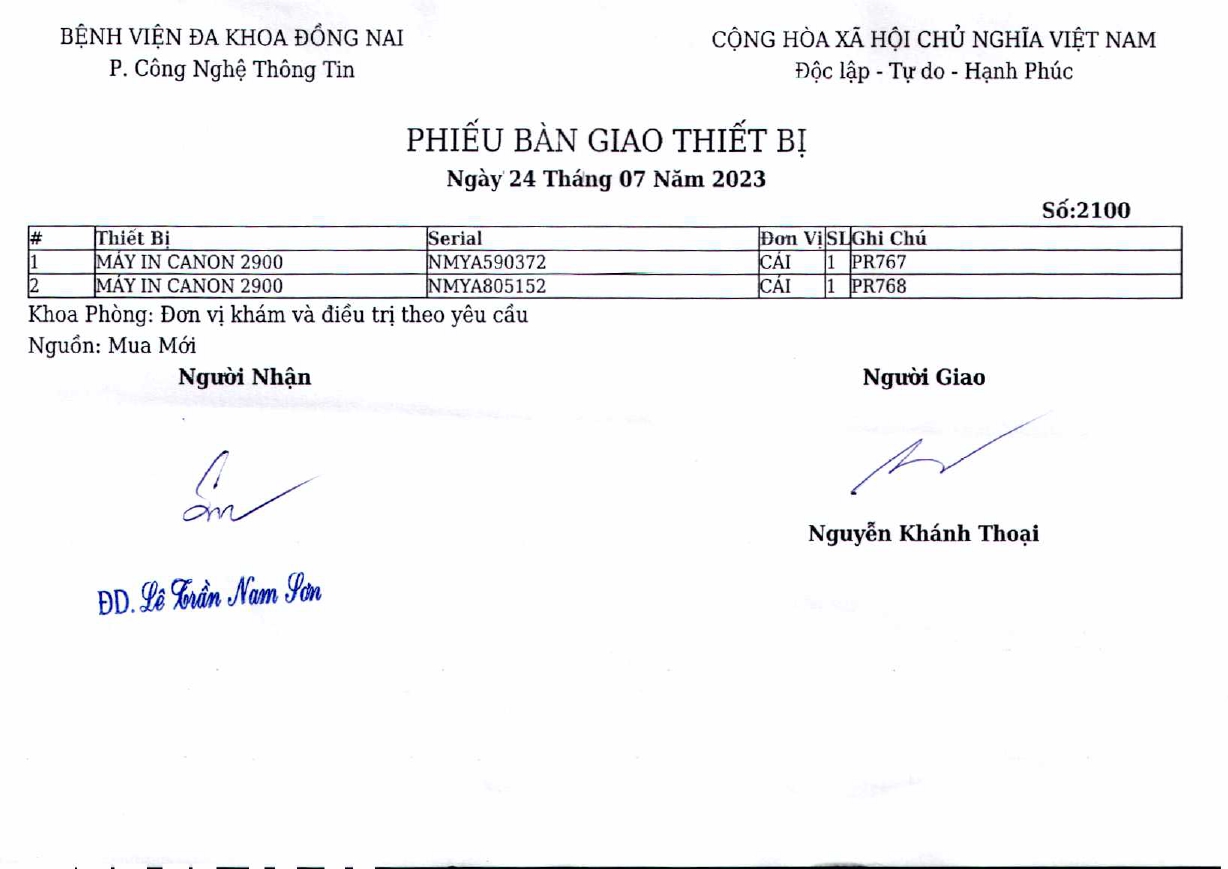 BỆNH VIỆN ĐA KHOA ĐỒNG NAI
P. Công Nghệ Thông Tin
CỘNG HÒA XÃ HỘI CHỦ NGHĨA VIỆT NAM
Độc lập - Tự do - Hạnh Phúc
PHIẾU BÀN GIAO THIẾT BỊ
Ngày 24 Tháng 07 Năm 2023
Số:2100
# Thiết Bị Serial Đơn Vị SL Ghi Chú
1 MÁY IN CANON 2900 NMYA590372 CÁI 1 PR767
2 MÁY IN CANON 2900 NMYA805152 CÁI 1 PR768
Khoa Phòng: Đơn vị khám và điều trị theo yêu cầu
Nguồn: Mua Mới
Người Nhận Người Giao
Nguyễn Khánh Thoại
ĐD. Lê Trần Nam Sơn